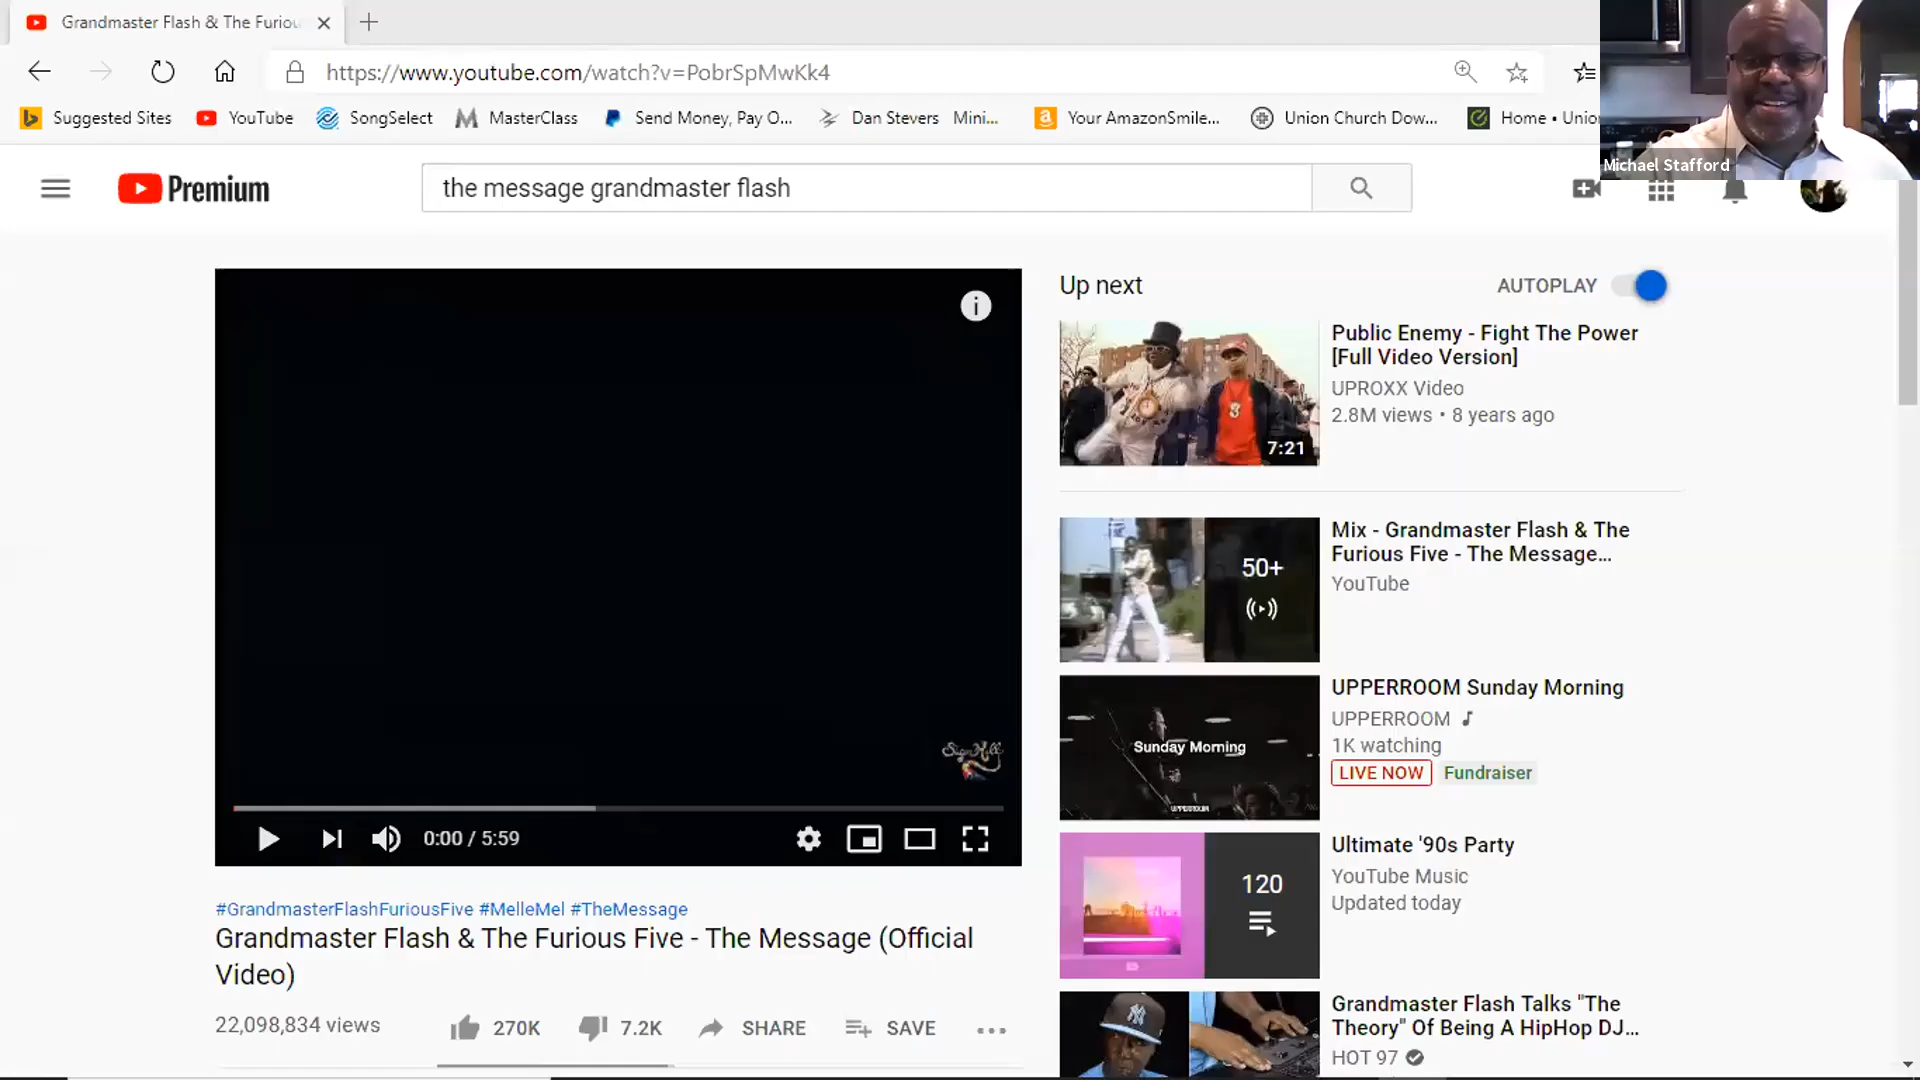 Grandmaster Flash & The Furiou
https://www.youtube.com/watch?v=PobrSpMwKk4
Suggested Sites
YouTube
SongSelect
MasterClass
Send Money, Pay O...
Dan Stevers Mini...
Your AmazonSmile...
Union Church Dow...
Home • Unio
Michael Stafford
Premium
the message grandmaster flash
Up next
AUTOPLAY
Public Enemy - Fight The Power
[Full Video Version]
UPROXX Video
2.8M views • 8 years ago
7:21
Mix - Grandmaster Flash & The
Furious Five - The Message...
YouTube
50+
UPPERROOM Sunday Morning
UPPERROOM
1K watching
LIVE NOW Fundraiser
Sunday Morning
UPPERROOM
Ultimate '90s Party
YouTube Music
Updated today
120
Grandmaster Flash Talks "The
Theory" Of Being A HipHop DJ...
HOT 97
0:00 / 5:59
#GrandmasterFlashFuriousFive #MelleMel #TheMessage
Grandmaster Flash & The Furious Five - The Message (Official
Video)
22,098,834 views
270K
7.2K
SHARE
SAVE